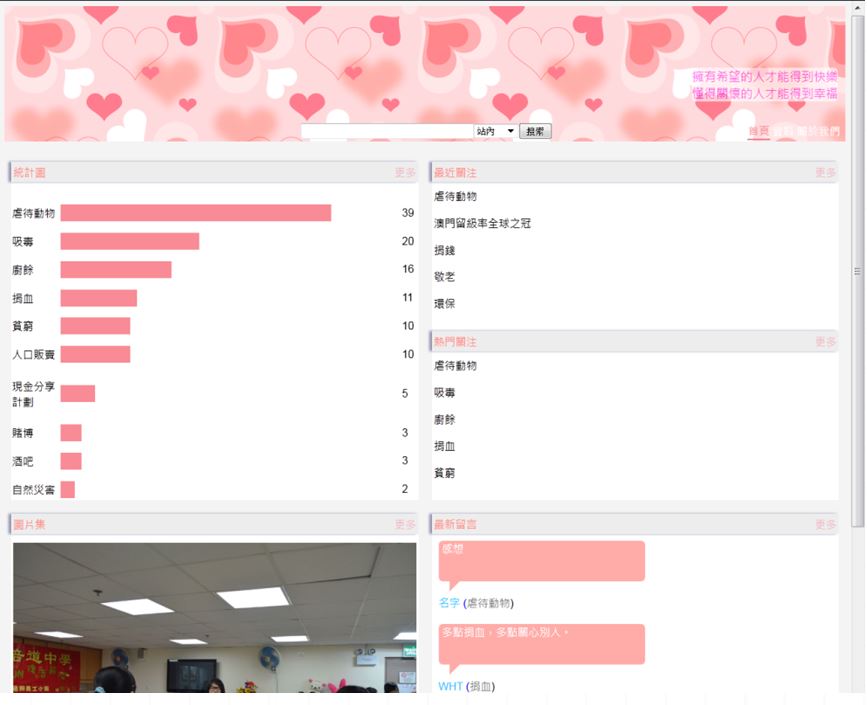 擁有希望的人才能得到快樂
懂得關懷的人才能得到幸福
站內 搜索
首頁 關於我們
統計圖 更多
虐待動物 39
吸毒 20
廚餘 16
捐血 11
貧窮 10
人口販賣 10
現金分享
計劃 5
賭博 3
酒吧 3
自然災害 2
最近關注 更多
虐待動物
澳門留級率全球之冠
捐錢
敬老
環保
熱門關注 更多
虐待動物
吸毒
廚餘
捐血
貧窮
圖片集 更多
音道中學
最新留言 更多
感想
名字 (虐待動物)
多點捐血，多點關心別人。
WHT (捐血)